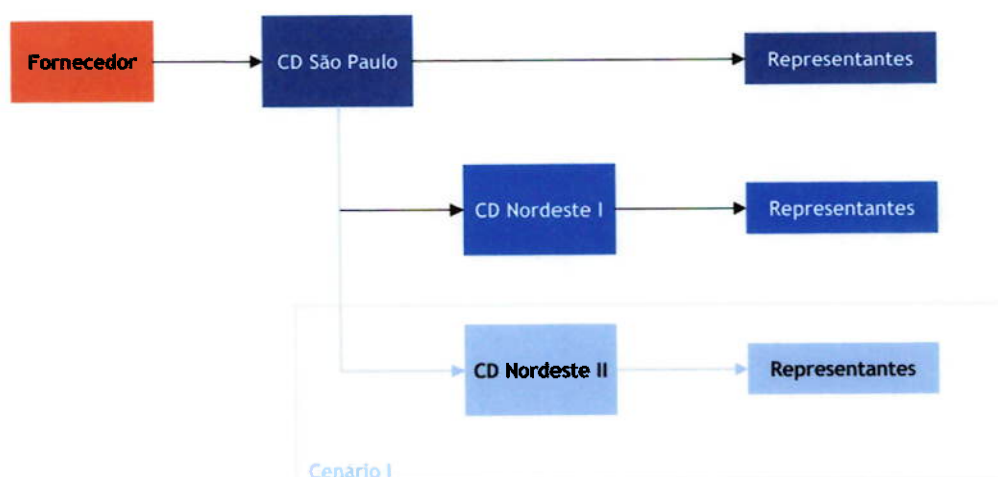 Fornecedor
CD São Paulo
Representantes
CD Nordeste I
Representantes
CD Nordeste II
Representantes
Cenário I